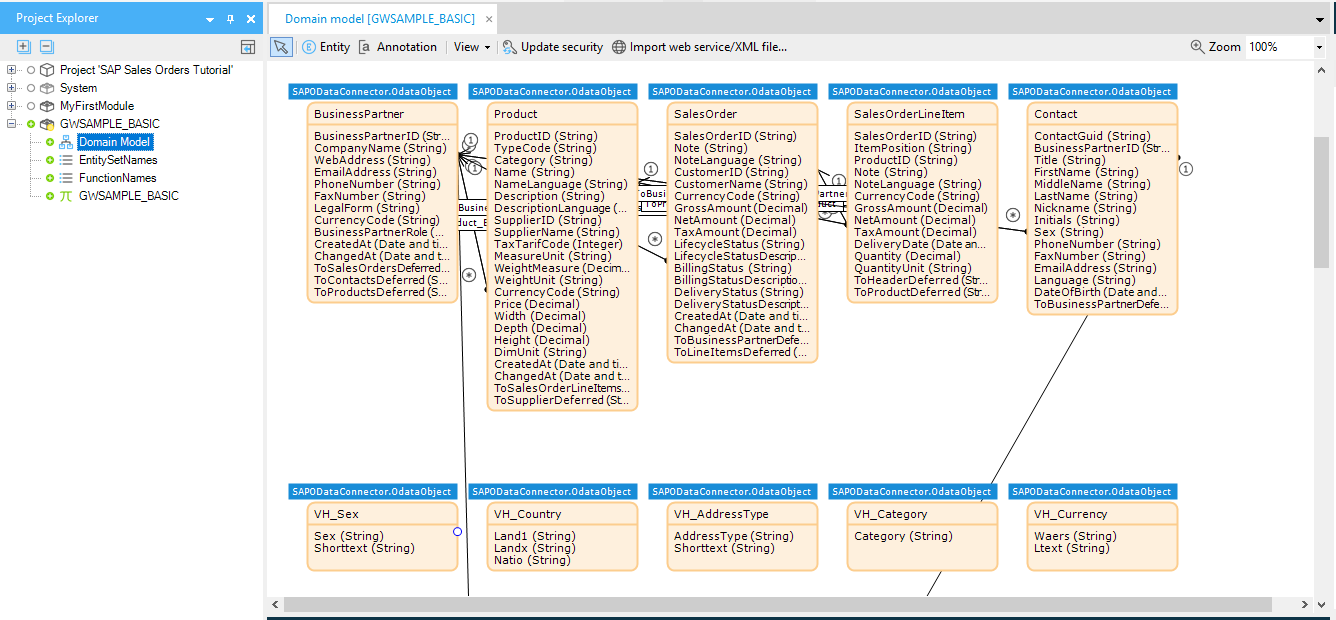 Project Explorer
Domain model [GWSAMPLE_BASIC]
Entity
Annotation
View
Update security
Import web service/XML file...
Zoom
100%
Project 'SAP Sales Orders Tutorial'
System
MyFirstModule
GWSAMPLE_BASIC
Domain Model
EntitySetNames
FunctionNames
GWSAMPLE_BASIC
SAPODataConnector.OdataObject
BusinessPartner
BusinessPartnerID (Str...
CompanyName (String)
WebAddress (String)
EmailAddress (String)
PhoneNumber (String)
FaxNumber (String)
LegalForm (String)
CurrencyCode (String)
BusinessPartnerRole (...
CreatedAt (Date and ti...
ChangedAt (Date and t...
ToSalesOrdersDeferred...
ToContactsDeferred (S...
ToProductsDeferred (S...
SAPODataConnector.OdataObject
Product
ProductID (String)
TypeCode (String)
Category (String)
Name (String)
NameLanguage (String)
Description (String)
DescriptionLanguage (...
SupplierID (String)
SupplierName (String)
TaxTarifCode (Integer)
MeasureUnit (String)
WeightMeasure (Decim...
WeightUnit (String)
CurrencyCode (String)
Price (Decimal)
Width (Decimal)
Depth (Decimal)
Height (Decimal)
DimUnit (String)
CreatedAt (Date and ti...
ChangedAt (Date and t...
ToSalesOrderLineItems...
ToSupplierDeferred (St...
SAPODataConnector.OdataObject
SalesOrder
SalesOrderID (String)
Note (String)
NoteLanguage (String)
CustomerID (String)
CustomerName (String)
CurrencyCode (String)
GrossAmount (Decimal)
NetAmount (Decimal)
TaxAmount (Decimal)
LifecycleStatus (String)
LifecycleStatusDescrip...
BillingStatus (String)
BillingStatusDescriptio...
DeliveryStatus (String)
DeliveryStatusDescript...
CreatedAt (Date and ti...
ChangedAt (Date and t...
ToBusinessPartnerDefe...
ToLineItemsDeferred (...
SAPODataConnector.OdataObject
SalesOrderLineItem
SalesOrderID (String)
ItemPosition (String)
ProductID (String)
Note (String)
NoteLanguage (String)
CurrencyCode (String)
GrossAmount (Decimal)
NetAmount (Decimal)
TaxAmount (Decimal)
DeliveryDate (Date an...
Quantity (Decimal)
QuantityUnit (String)
ToHeaderDeferred (Str...
ToProductDeferred (Stri...
SAPODataConnector.OdataObject
Contact
ContactGuid (String)
BusinessPartnerID (Str...
Title (String)
FirstName (String)
MiddleName (String)
LastName (String)
Nickname (String)
Initials (String)
Sex (String)
PhoneNumber (String)
FaxNumber (String)
EmailAddress (String)
Language (String)
DateOfBirth (Date and...
ToBusinessPartnerDefe...
1
1
1
1
1
SAPODataConnector.OdataObject
VH_Sex
Sex (String)
Shorttext (String)
SAPODataConnector.OdataObject
VH_Country
Land1 (String)
Landx (String)
Natio (String)
SAPODataConnector.OdataObject
VH_AddressType
AddressType (String)
Shorttext (String)
SAPODataConnector.OdataObject
VH_Category
Category (String)
SAPODataConnector.OdataObject
VH_Currency
Waers (String)
Ltext (String)